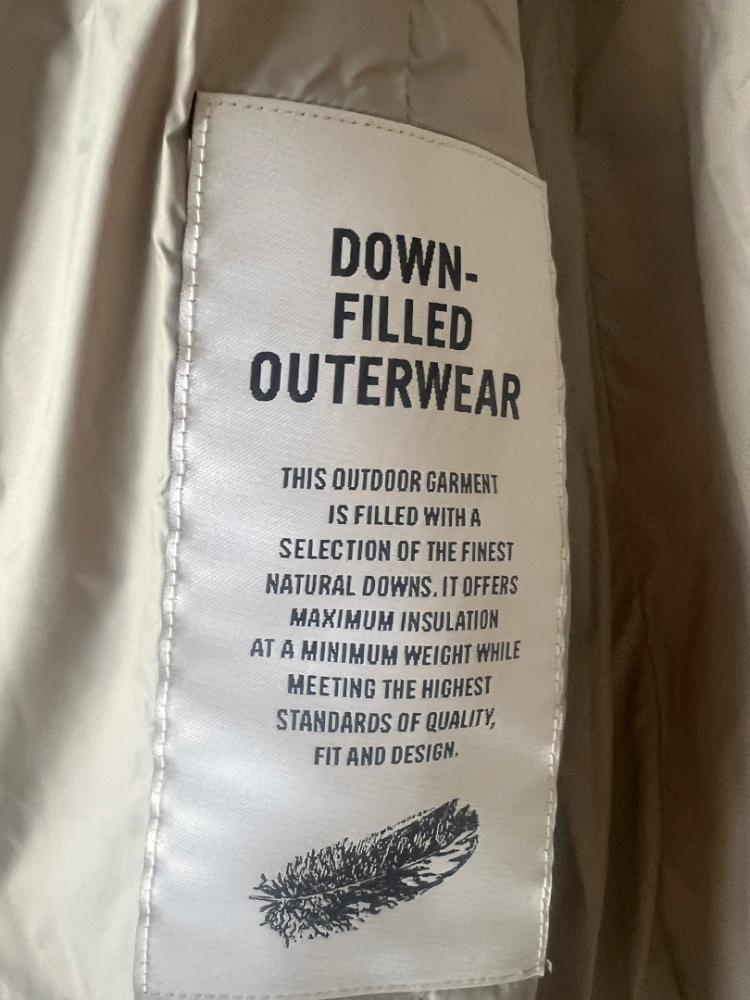 DOWN-
FILLED
OUTERWEAR
THIS OUTDOOR GARMENT
IS FILLED WITH A
SELECTION OF THE FINEST
NATURAL DOWNS. IT OFFERS
MAXIMUM INSULATION
AT A MINIMUM WEIGHT WHILE
MEETING THE HIGHEST
STANDARDS OF QUALITY,
FIT AND DESIGN.